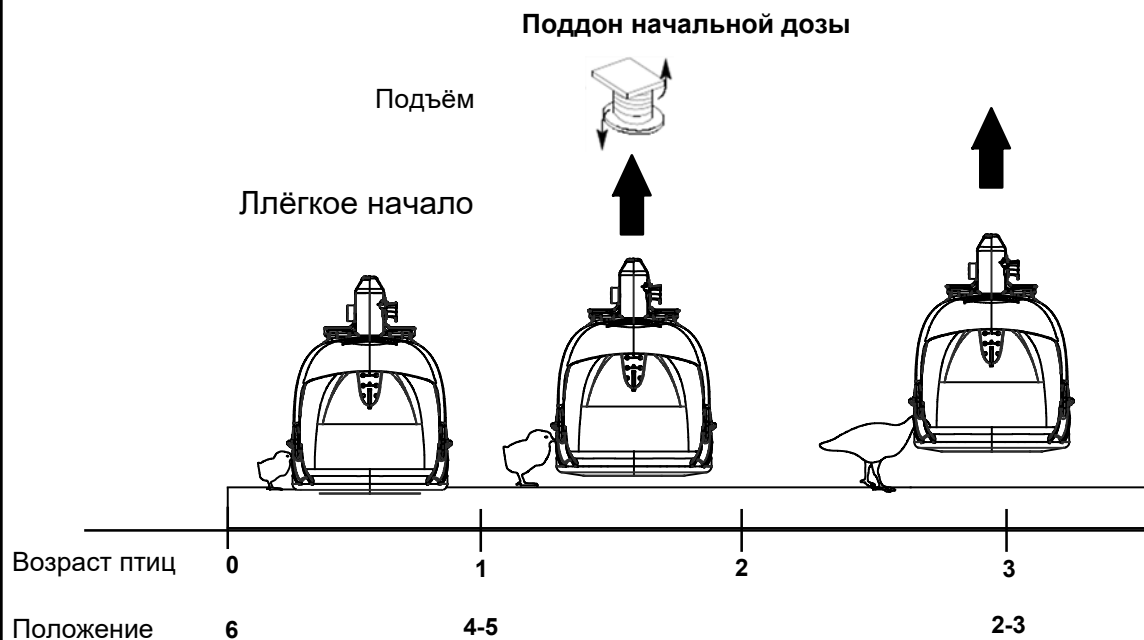 Поддон начальной дозы
Подъём
Ллёгкое начало
Возраст птиц 0 1 2 3
Положение 6 4-5 2-3